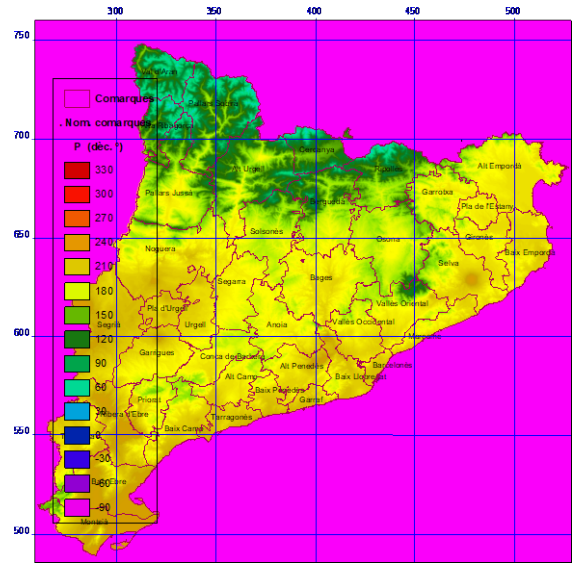 300 350 400 450 500
750
700
650
600
550
500
Comarques
. Nom. comarques
P (dèc. °)
330
300
270
240
210
180
150
120
90
60
30
0
-30
-60
-90
Val d'Aran
Pallars Sobirà
Alt Urgell
Cerdanya
Ripollès
Berguedà
Garrotxa
Alt Empordà
Pla de l'Estany
Gironès
Baix Empordà
Pallars Jussà
Solsonès
Osona
Selva
Noguera
Segarra
Bages
Vallès Oriental
Pla d'Urgell
Segrià
Urgell
Anoia
Vallès Occidental
Maresme
Garrigues
Conca de Barberà
Alt Penedès
Barcelonès
Alt Camp
Baix Llobregat
Baix Penedès
Priorat
Garraf
Ribera d'Ebre
Tarragonès
Baix Camp
Baix Ebre
Montsià